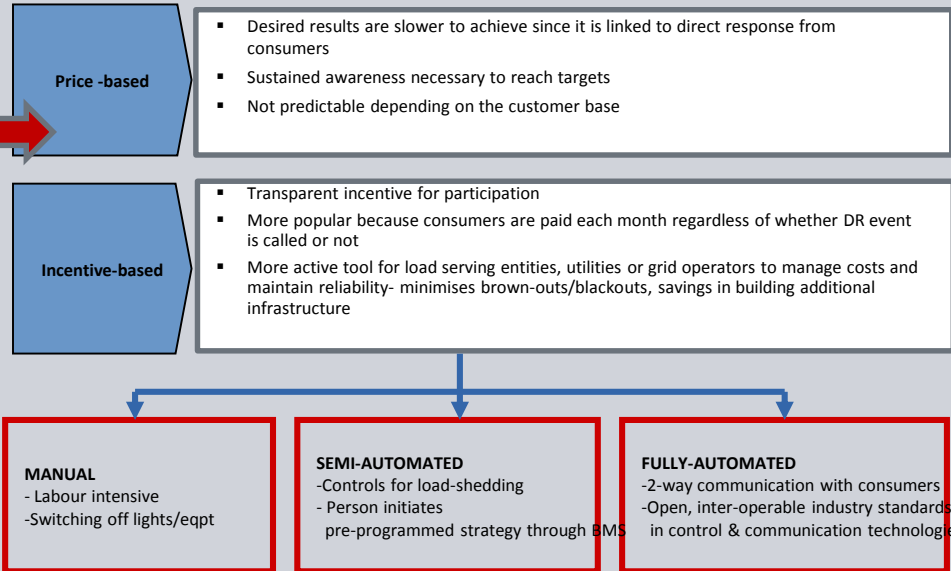 Price -based
▪ Desired results are slower to achieve since it is linked to direct response from
consumers
▪ Sustained awareness necessary to reach targets
▪ Not predictable depending on the customer base
Incentive-based
▪ Transparent incentive for participation
▪ More popular because consumers are paid each month regardless of whether DR event
is called or not
▪ More active tool for load serving entities, utilities or grid operators to manage costs and
maintain reliability- minimises brown-outs/blackouts, savings in building additional
infrastructure
MANUAL
- Labour intensive
-Switching off lights/eqpt
SEMI-AUTOMATED
-Controls for load-shedding
- Person initiates
pre-programmed strategy through BMS
FULLY-AUTOMATED
-2-way communication with consumers
-Open, inter-operable industry standards
in control & communication